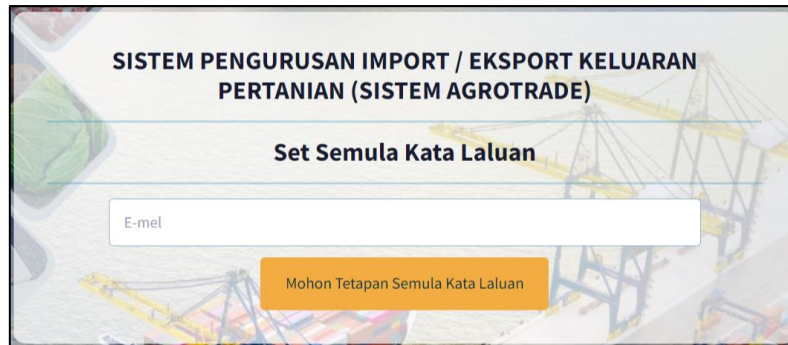 SISTEM PENGURUSAN IMPORT / EKSPORT KELUARAN
PERTANIAN (SISTEM AGROTRADE)
Set Semula Kata Laluan
E-mel
Mohon Tetapan Semula Kata Laluan